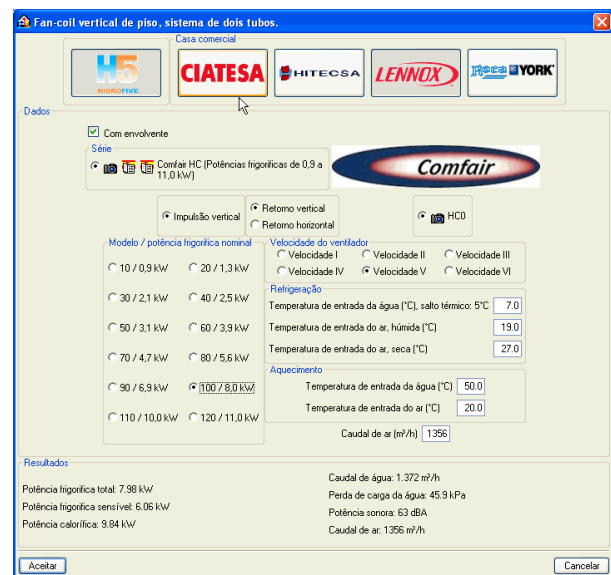 Fan-coil vertical de piso, sistema de dois tubos.
Casa comercial
H5
HIDROFIVE
CIATESA
HITECSA
LENNOX
Roca YORK
Dados
Com envolvente
Série
Comfair HC (Potências frigorificas de 0,9 a
11,0 kW)
Comfair
Impulsão vertical
Retorno vertical
Retorno horizontal
HC0
Modelo / potência frigorifica nominal
10 / 0,9 kW 20 / 1,3 kW
30 / 2,1 kW 40 / 2,5 kW
50 / 3,1 kW 60 / 3,9 kW
70 / 4,7 kW 80 / 5,6 kW
90 / 6,9 kW 100 / 8,0 kW
110 / 10,0 kW 120 / 11,0 kW
Velocidade do ventilador
Velocidade I Velocidade II Velocidade III
Velocidade IV Velocidade V Velocidade VI
Refrigeração
Temperatura de entrada da água (°C), salto térmico: 5°C 7.0
Temperatura de entrada do ar, húmida (°C) 19.0
Temperatura de entrada do ar, seca (°C) 27.0
Aquecimento
Temperatura de entrada da água (°C) 50.0
Temperatura de entrada do ar (°C) 20.0
Caudal de ar (m³/h) 1356
Resultados
Potência frigorifica total: 7.98 kW
Potência frigorifica sensível: 6.06 kW
Potência calorífica: 9.84 kW
Caudal de água: 1.372 m³/h
Perda de carga da água: 45.9 kPa
Potência sonora: 63 dBA
Caudal de ar: 1356 m³/h
Aceitar
Cancelar